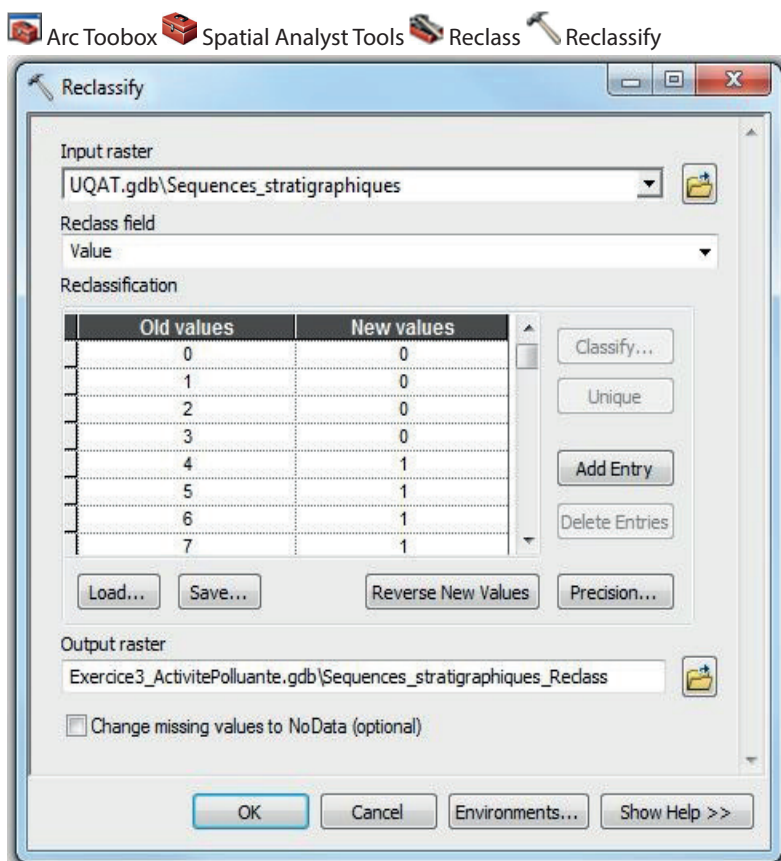 Arc Toobox Spatial Analyst Tools Reclass Reclassify
Reclassify
Input raster
UQAT.gdb\Sequences_stratigraphiques
Reclass field
Value
Reclassification
Old values New values
0 0
1 0
2 0
3 0
4 1
5 1
6 1
7 1
Classify...
Unique
Add Entry
Delete Entries
Load... Save... Reverse New Values Precision...
Output raster
Exercice3_ActivitePolluante.gdb\Sequences_stratigraphiques_Reclass
Change missing values to NoData (optional)
OK Cancel Environments... Show Help >>